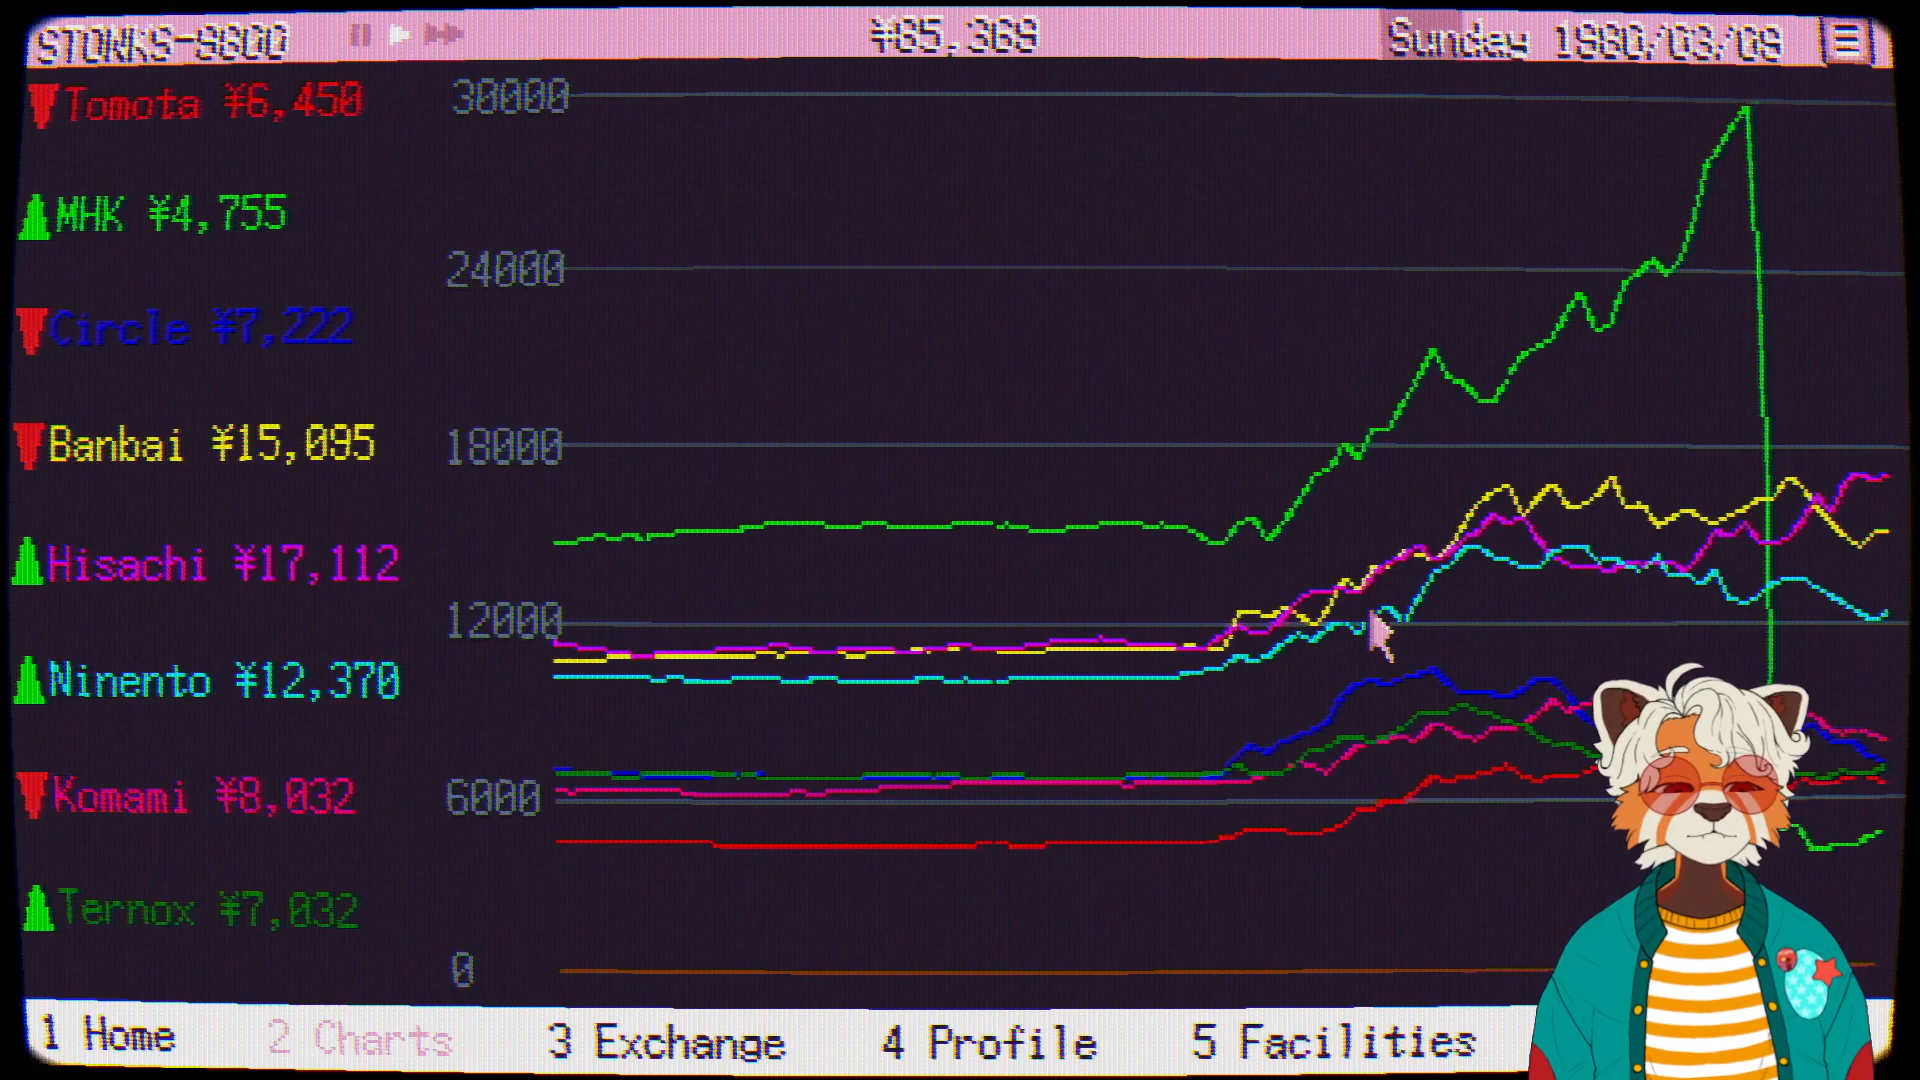 STONKS-9800 ¥85,369 Sunday 1980/03/09
Tomota ¥6,450
MHK ¥4,755
Circle ¥7,222
Banbai ¥15,095
Hisachi ¥17,112
Ninento ¥12,370
Komami ¥8,032
Ternox ¥7,032
30000
24000
18000
12000
6000
0
1 Home 2 Charts 3 Exchange 4 Profile 5 Facilities